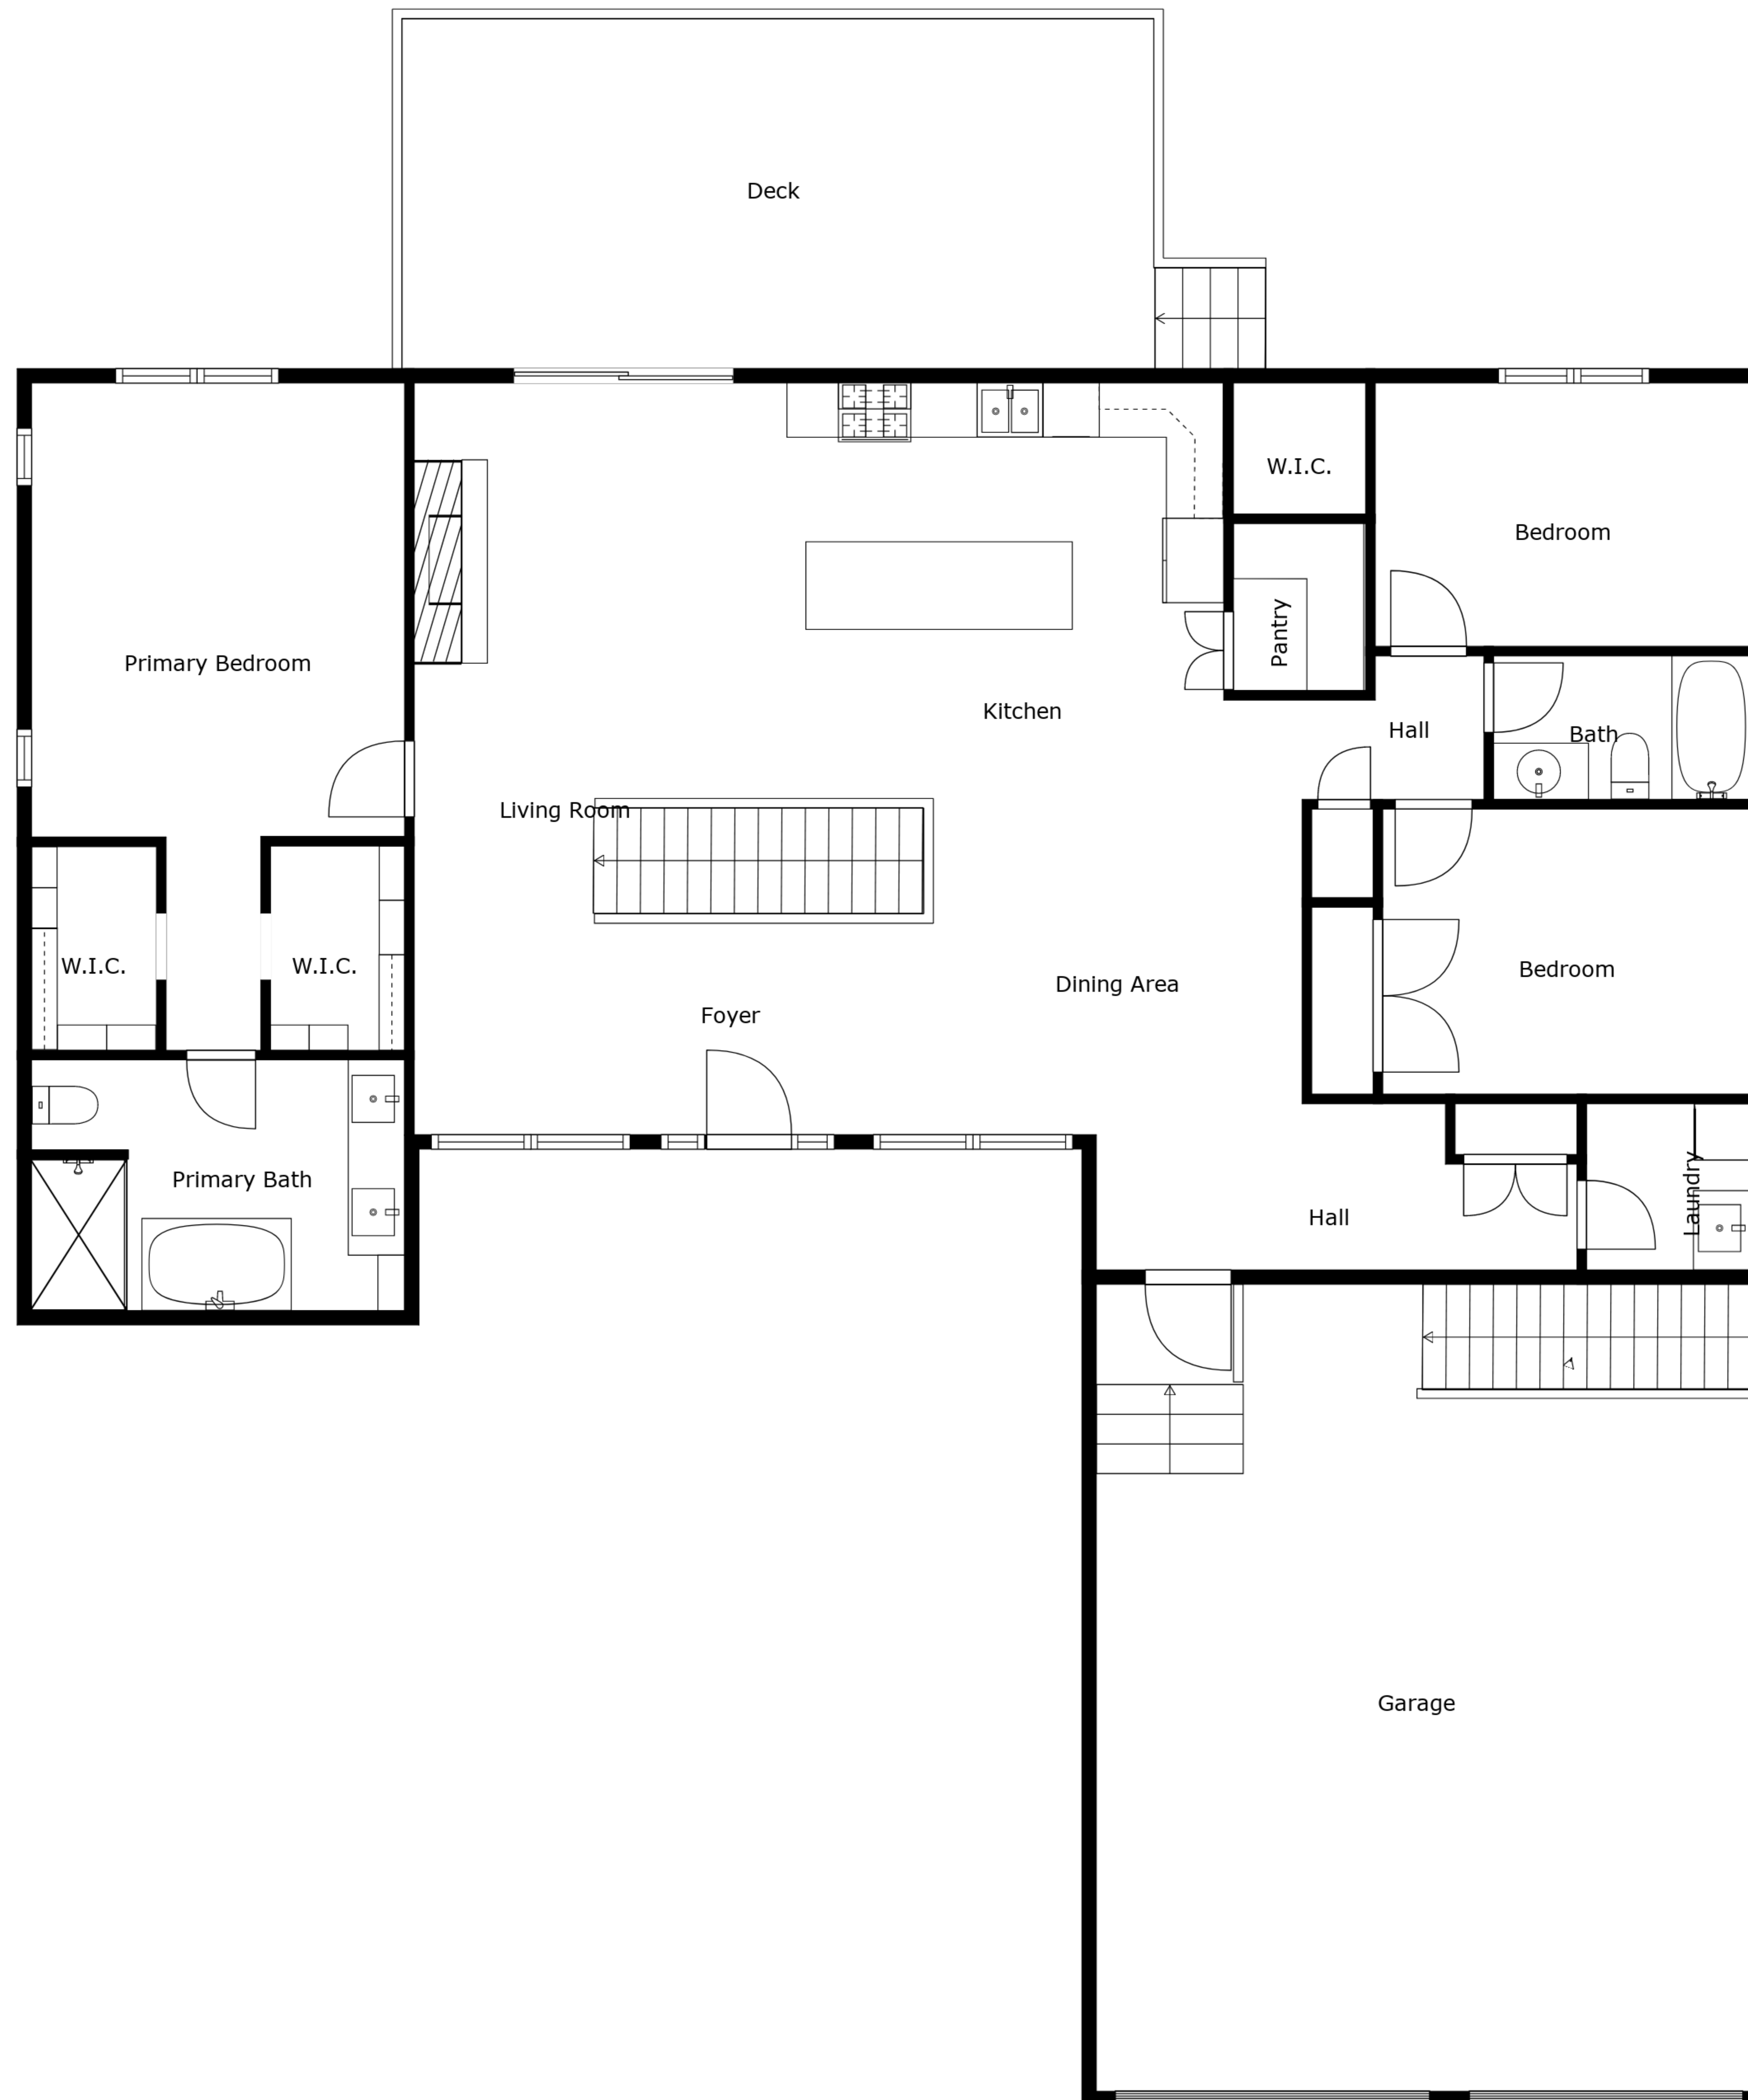 Deck
W.I.C.
Bedroom
Pantry
Primary Bedroom
Kitchen
Hall
Bath
Living Room
W.I.C.
W.I.C.
Bedroom
Dining Area
Foyer
Primary Bath
Laundry
Hall
Garage